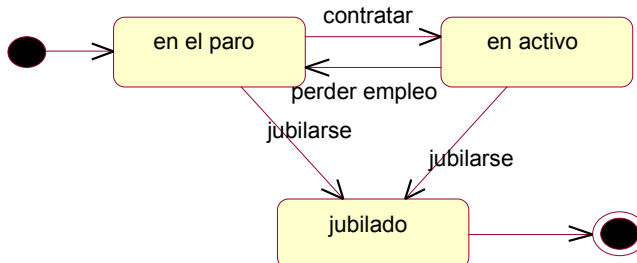 contratar
en el paro
en activo
perder empleo
jubilarse
jubilarse
jubilado